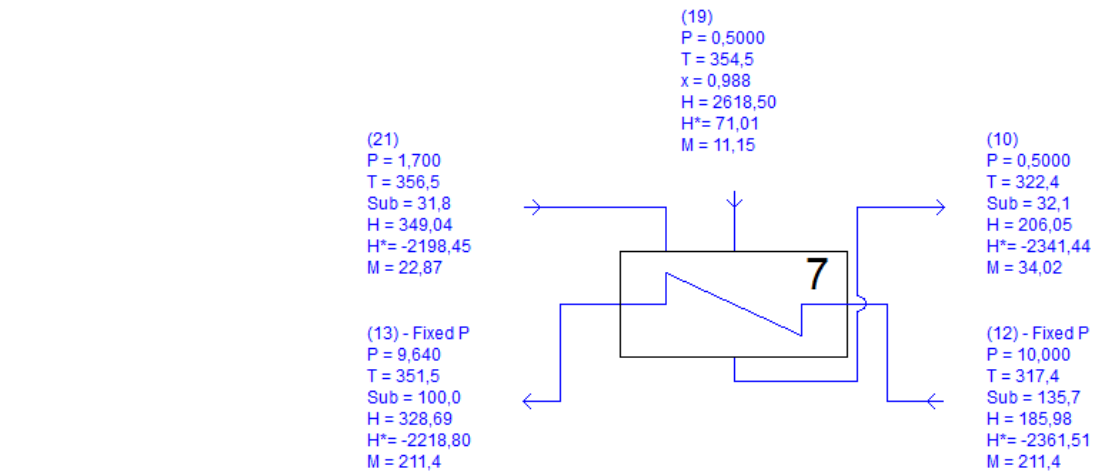 (19)
P = 0,5000
T = 354,5
x = 0,988
H = 2618,50
H*= 71,01
M = 11,15
(21)
P = 1,700
T = 356,5
Sub = 31,8
H = 349,04
H*= -2198,45
M = 22,87
(10)
P = 0,5000
T = 322,4
Sub = 32,1
H = 206,05
H*= -2341,44
M = 34,02
7
(13) - Fixed P
P = 9,640
T = 351,5
Sub = 100,0
H = 328,69
H*= -2218,80
M = 211,4
(12) - Fixed P
P = 10,000
T = 317,4
Sub = 135,7
H = 185,98
H*= -2361,51
M = 211,4